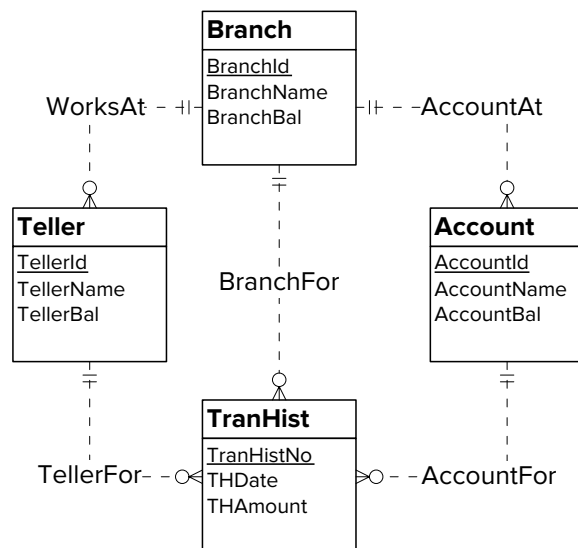 Branch
BranchId
BranchName
BranchBal
WorksAt
AccountAt
Teller
TellerId
TellerName
TellerBal
BranchFor
Account
AccountId
AccountName
AccountBal
TranHist
TranHistNo
THDate
THAmount
TellerFor
AccountFor